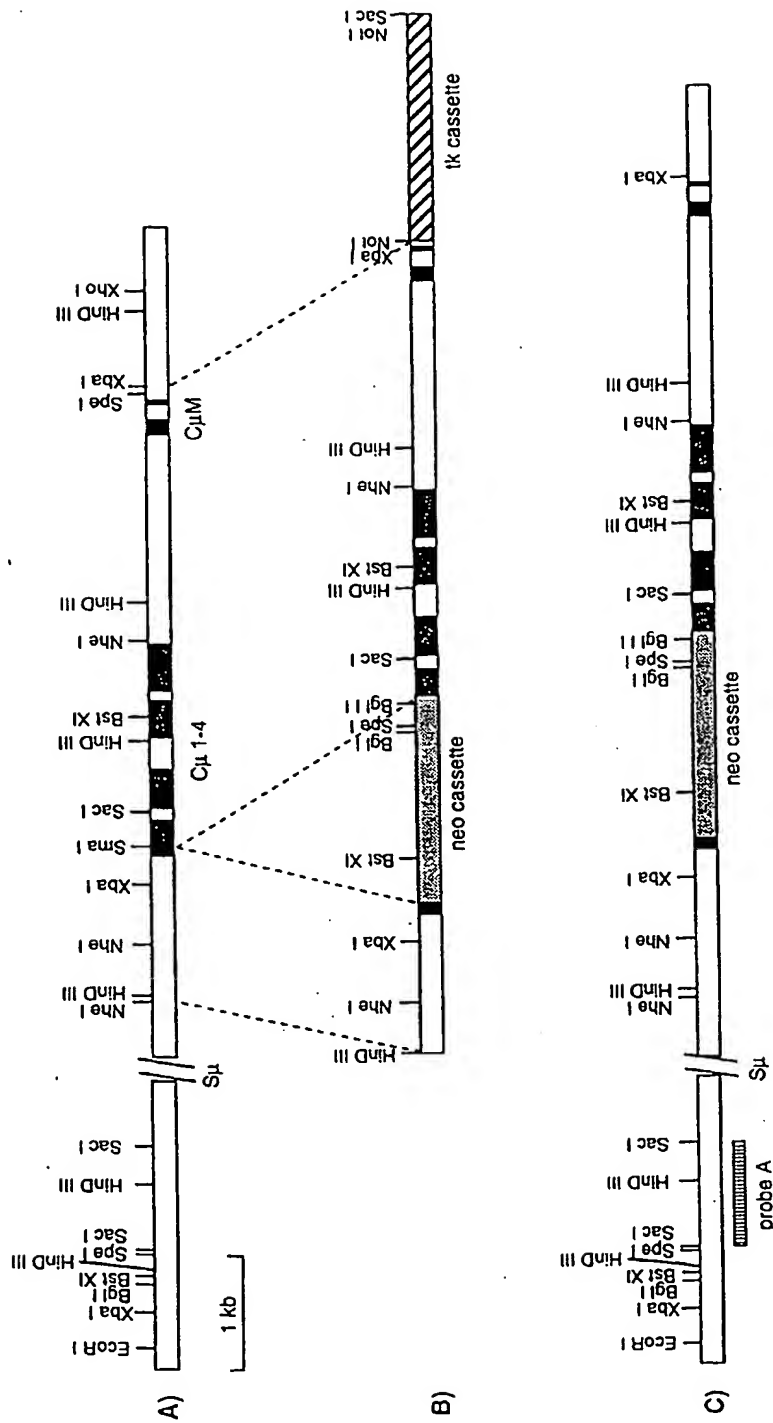 A)
EcoR I
Xba I
Bgl I
Bst XI
HinD III
Spe I
Sac I
HinD III
Sac I
Sμ
Nhe I
HinD III
Nhe I
Xba I
Sma I
Sac I
HinD III
Bst XI
Cμ 1-4
Nhe I
HinD III
Spe I
Xba I
CμM
HinD III
Xho I
1 kb
B)
HinD III
Nhe I
Xba I
Bst XI
neo cassette
Bgl I
Spe I
Bgl II
Sac I
HinD III
Bst XI
Nhe I
HinD III
Xba I
Not I
tk cassette
Not I
Sac I
C)
EcoR I
Xba I
Bgl I
Bst XI
HinD III
Spe I
Sac I
HinD III
Sac I
probe A
Sμ
Nhe I
HinD III
Nhe I
Xba I
Bst XI
neo cassette
Bgl I
Spe I
Bgl II
Sac I
HinD III
Bst XI
Nhe I
HinD III
Xba I